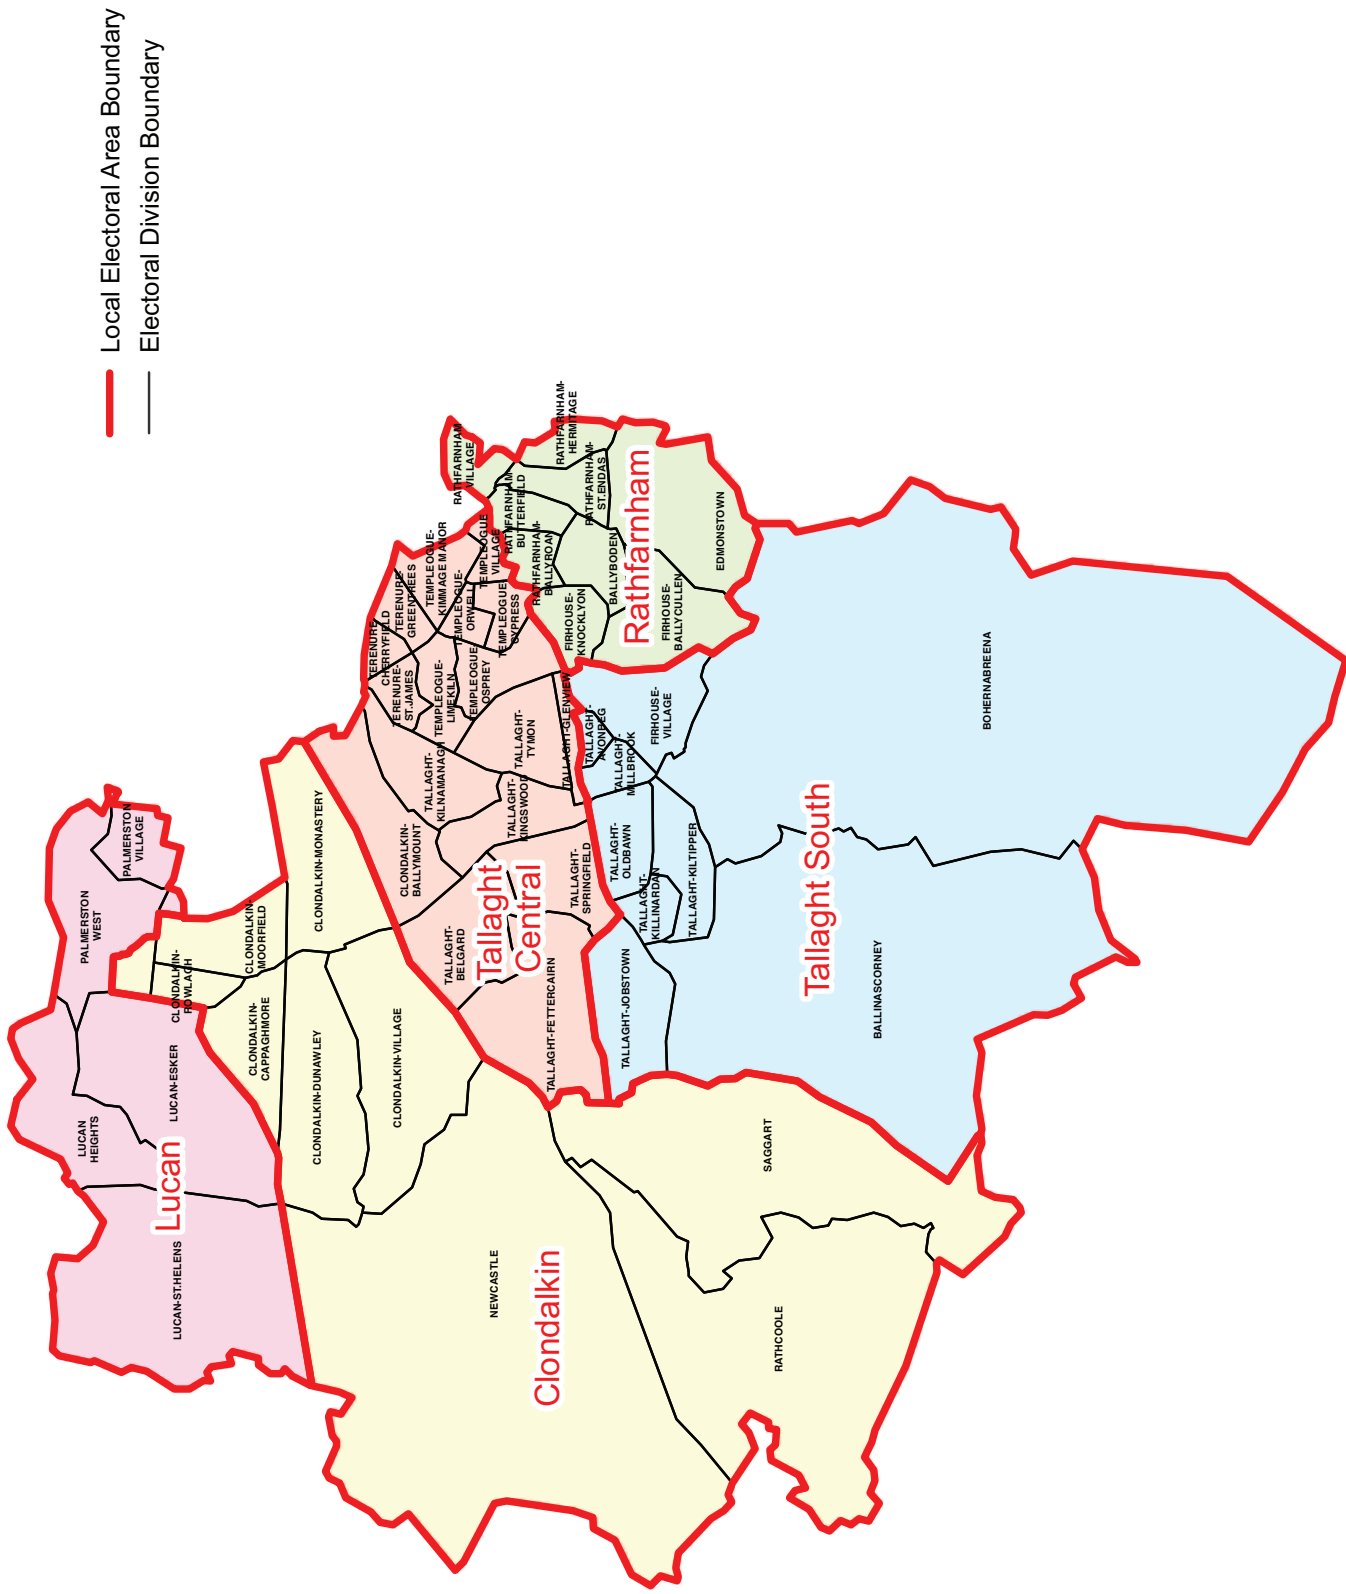 Local Electoral Area Boundary
Electoral Division Boundary
PALMERSTON
VILLAGE
PALMERSTON
WEST
LUCAN
HEIGHTS
LUCAN-ESKER
Lucan
LUCAN-ST.HELENS
CLONDALKIN-
ROWLAGH
CLONDALKIN-
MOORFIELD
CLONDALKIN-
CAPPAGHMORE
CLONDALKIN-MONASTERY
CLONDALKIN-DUNAWLEY
CLONDALKIN-VILLAGE
NEWCASTLE
Clondalkin
SAGGART
RATHCOOLE
TERENURE-
CHERRYFIELD
TERENURE-
GREENTREES
TERENURE-
ST.JAMES
TEMPLEOGUE-
KIMMAGE MANOR
TEMPLEOGUE-
ORWELL
TEMPLEOGUE
VILLAGE
TEMPLEOGUE-
CYPRESS
TEMPLEOGUE-
LIMEKILN
TEMPLEOGUE-
OSPREY
TALLAGHT-
KILNAMANAGH
TALLAGHT-
TYMON
TALLAGHT-
KINGSWOOD
TALLAGHT-GLENVIEW
CLONDALKIN-
BALLYMOUNT
TALLAGHT-
SPRINGFIELD
TALLAGHT-
BELGARD
Tallaght
Central
TALLAGHT-FETTERCAIRN
RATHFARNHAM
VILLAGE
RATHFARNHAM-
HERMITAGE
RATHFARNHAM-
ST.ENDAS
RATHFARNHAM-
BUTTERFIELD
RATHFARNHAM-
BALLYROAN
BALLYBODEN
FIRHOUSE-
KNOCKLYON
FIRHOUSE-
BALLYCULLEN
EDMONSTOWN
Rathfarnham
TALLAGHT-
AVONBEG
TALLAGHT-
MILLBROOK
FIRHOUSE-
VILLAGE
TALLAGHT-
OLDBAWN
TALLAGHT-
KILLINARDAN
TALLAGHT-KILTIPPER
TALLAGHT-JOBSTOWN
Tallaght South
BALLINASCORNEY
BOHERNABREENA